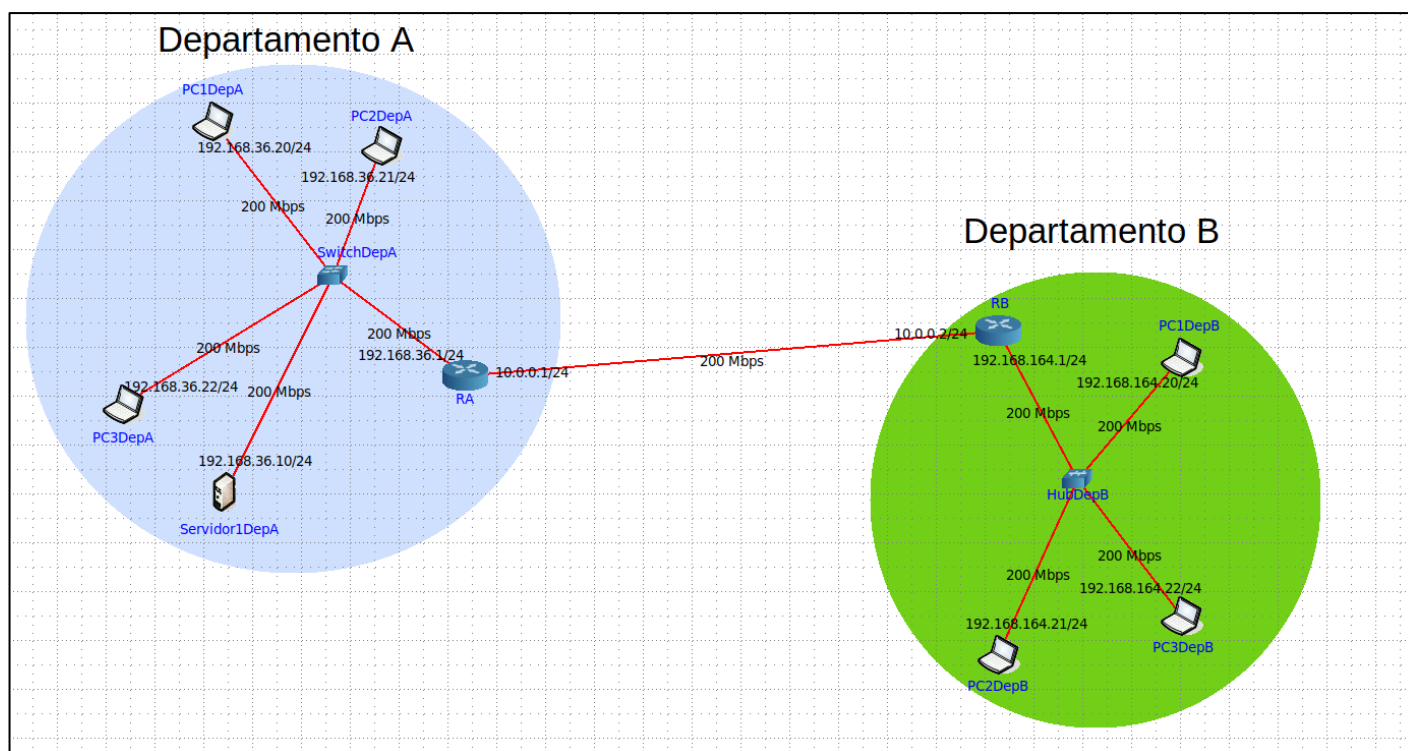 Departamento A
PC1DepA
PC2DepA
192.168.36.20/24
192.168.36.21/24
200 Mbps
200 Mbps
SwitchDepA
200 Mbps
192.168.36.1/24
200 Mbps
192.168.36.22/24
200 Mbps
10.0.0.1/24
RA
PC3DepA
192.168.36.10/24
Servidor1DepA
200 Mbps
Departamento B
RB
10.0.0.2/24
PC1DepB
192.168.164.1/24
192.168.164.20/24
200 Mbps
200 Mbps
HubDepB
200 Mbps
200 Mbps
192.168.164.22/24
192.168.164.21/24
PC3DepB
PC2DepB